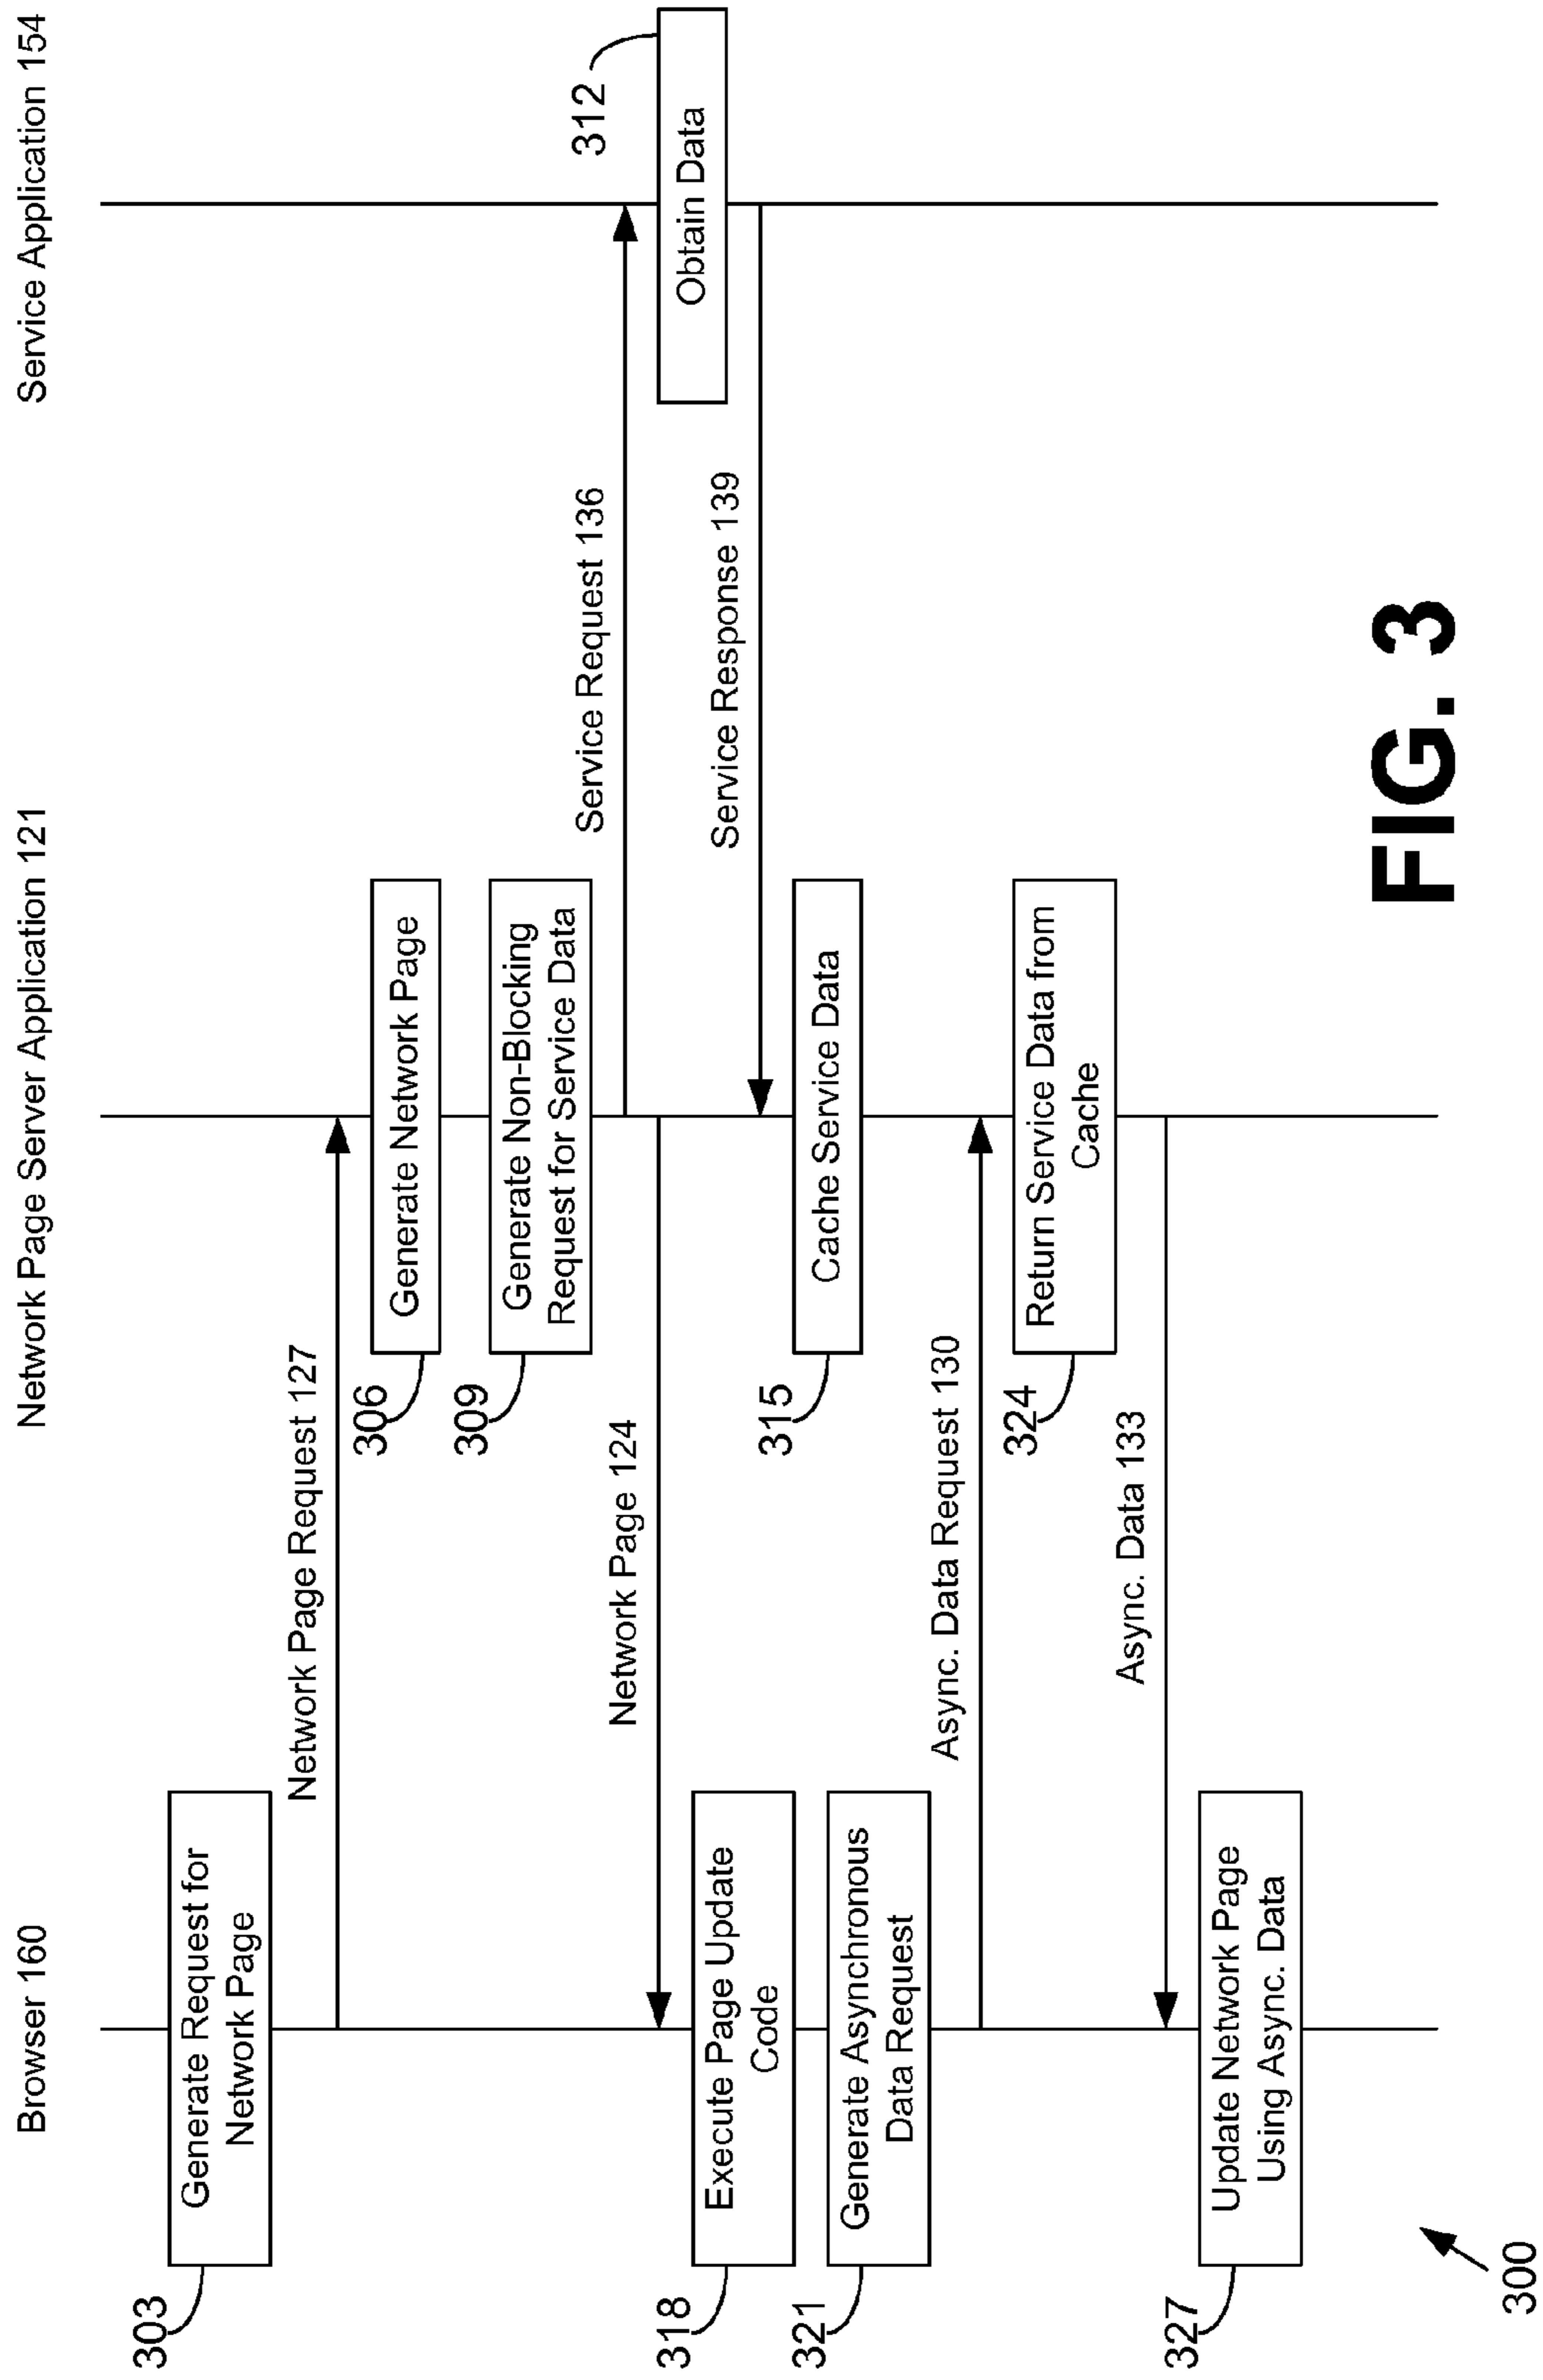 Browser 160
Network Page Server Application 121
Service Application 154
303
Generate Request for
Network Page
Network Page Request 127
306
Generate Network Page
309
Generate Non-Blocking
Request for Service Data
Service Request 136
Network Page 124
312
Obtain Data
318
Execute Page Update
Code
Service Response 139
315
Cache Service Data
321
Generate Asynchronous
Data Request
Async. Data Request 130
324
Return Service Data from
Cache
Async. Data 133
327
Update Network Page
Using Async. Data
300
FIG. 3